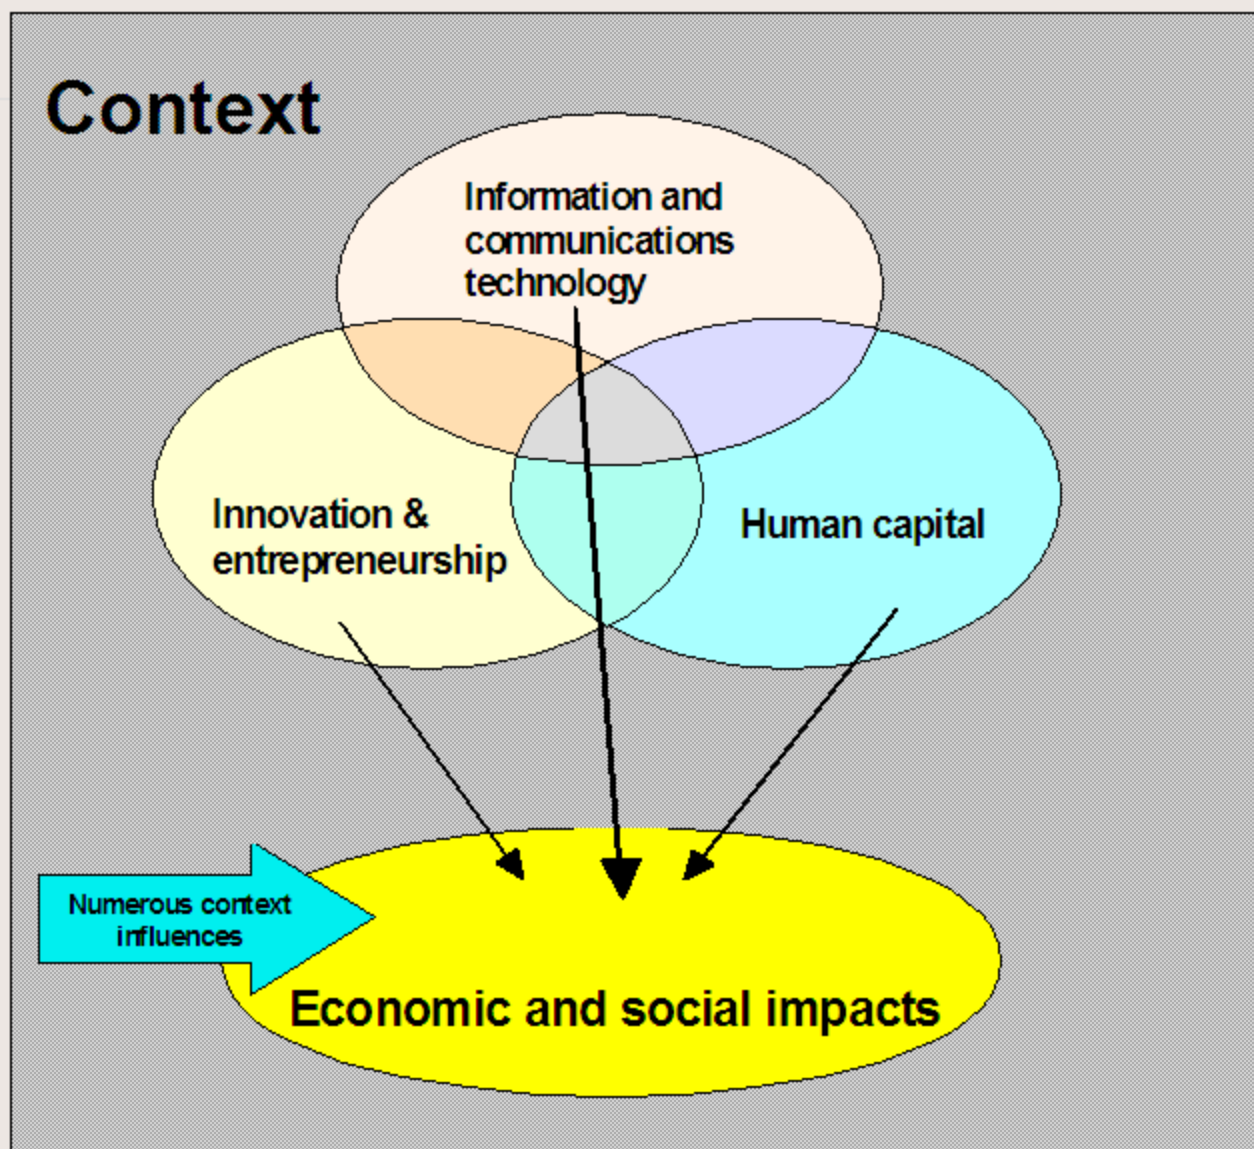 Context
Information and
communications
technology
Innovation &
entrepreneurship
Human capital
Numerous context
influences
Economic and social impacts